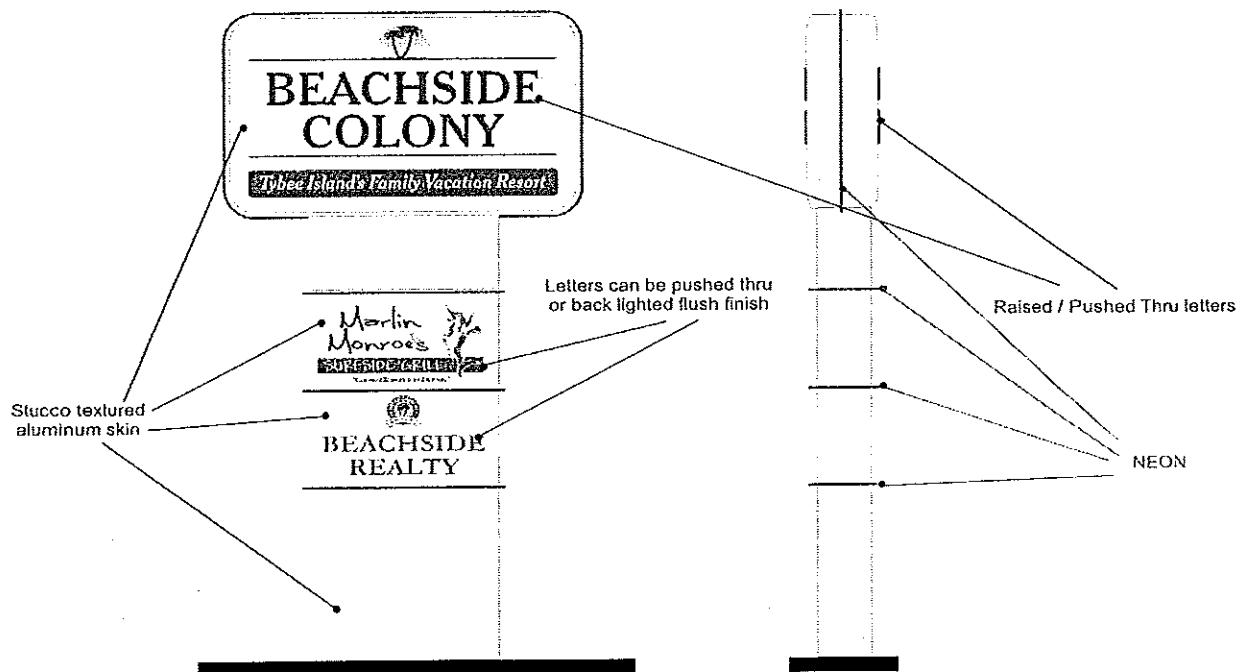 BEACHSIDE
COLONY
Tybee Island's Family Vacation Resort
Letters can be pushed thru
or back lighted flush finish
Raised / Pushed Thru letters
Marlin
Monroe's
SURFSIDE GRILL
Stucco textured
aluminum skin
BEACHSIDE
REALTY
NEON